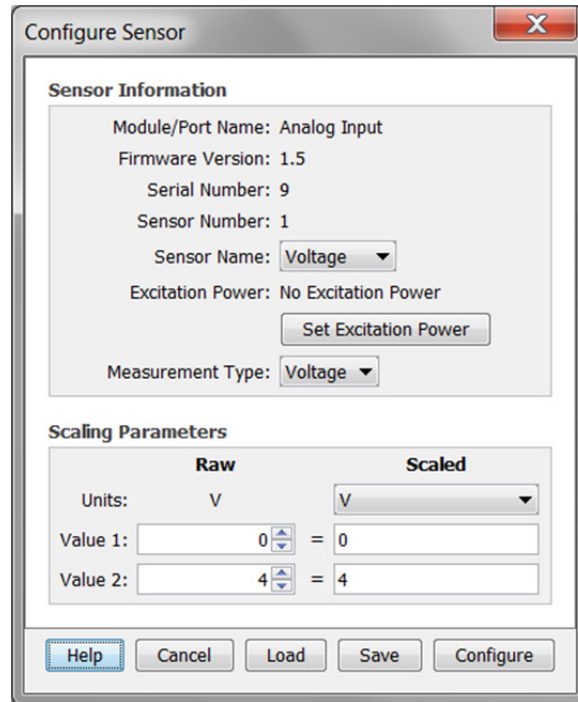 Configure Sensor
Sensor Information
Module/Port Name: Analog Input
Firmware Version: 1.5
Serial Number: 9
Sensor Number: 1
Sensor Name: Voltage
Excitation Power: No Excitation Power
Set Excitation Power
Measurement Type: Voltage
Scaling Parameters
Raw Scaled
Units: V V
Value 1: 0 = 0
Value 2: 4 = 4
Help Cancel Load Save Configure